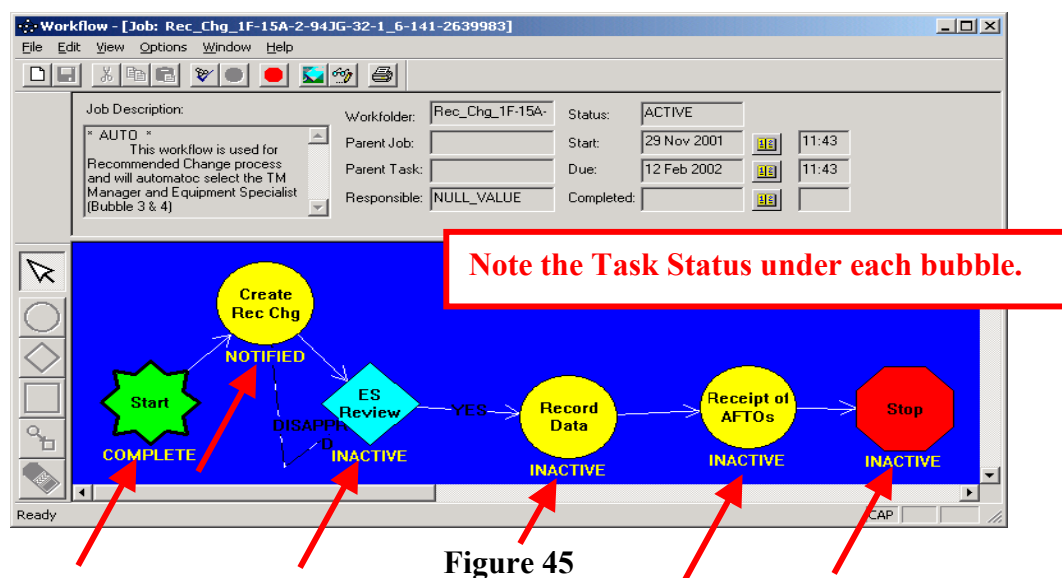 Workflow - [Job: Rec_Chg_1F-15A-2-94JG-32-1_6-141-2639983]
File Edit View Options Window Help
Job Description:
* AUTO *
This workflow is used for
Recommended Change process
and will automatoc select the TM
Manager and Equipment Specialist
(Bubble 3 & 4)
Workfolder: Rec_Chg_1F-15A-
Parent Job:
Parent Task:
Responsible: NULL_VALUE
Status: ACTIVE
Start: 29 Nov 2001 11:43
Due: 12 Feb 2002 11:43
Completed:
Note the Task Status under each bubble.
Create
Rec Chg
NOTIFIED
Start
COMPLETE
DISAPPR
D
ES
Review
INACTIVE
YES
Record
Data
INACTIVE
Receipt of
AFTOs
INACTIVE
Stop
INACTIVE
Ready
CAP
Figure 45